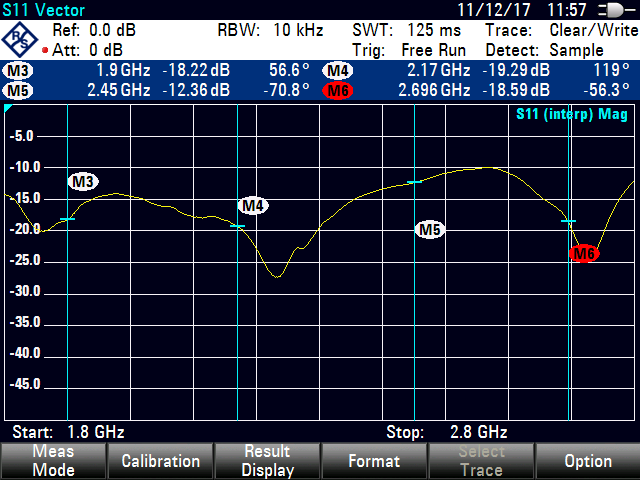 S11 Vector 11/12/17 11:57
R&S Ref: 0.0 dB RBW: 10 kHz SWT: 125 ms Trace: Clear/Write
Att: 0 dB Trig: Free Run Detect: Sample
M3 1.9 GHz -18.22 dB 56.6 ° M4 2.17 GHz -19.29 dB 119 °
M5 2.45 GHz -12.36 dB -70.8 ° M6 2.696 GHz -18.59 dB -56.3 °
S11 (interp) Mag
-5.0
-10.0
M3
-15.0
M4
-20.0
M5
-25.0
M6
-30.0
-35.0
-40.0
-45.0
Start: 1.8 GHz Stop: 2.8 GHz
Meas Mode
Calibration
Result Display
Format
Select Trace
Option